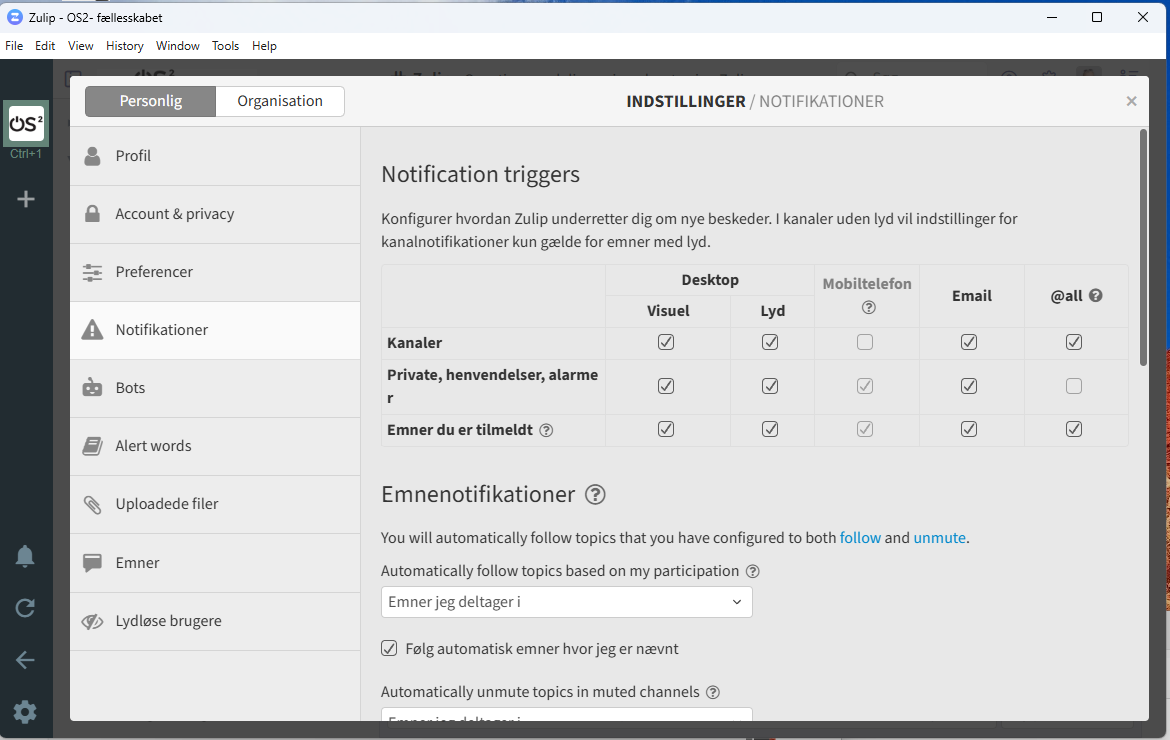 Zulip - OS2- fællesskabet
File Edit View History Window Tools Help
Personlig Organisation
INDSTILLINGER / NOTIFIKATIONER
OS²
Ctrl+1
Profil
Account & privacy
Preferencer
Notifikationer
Bots
Alert words
Uploadede filer
Emner
Lydløse brugere
Notification triggers
Konfigurer hvordan Zulip underretter dig om nye beskeder. I kanaler uden lyd vil indstillinger for
kanalnotifikationer kun gælde for emner med lyd.
Desktop Mobiltelefon Email @all
Visuel Lyd
Kanaler
Private, henvendelser, alarme
r
Emner du er tilmeldt
Emnenotifikationer
You will automatically follow topics that you have configured to both follow and unmute.
Automatically follow topics based on my participation
Emner jeg deltager i
Følg automatisk emner hvor jeg er nævnt
Automatically unmute topics in muted channels
Emner jeg deltager i